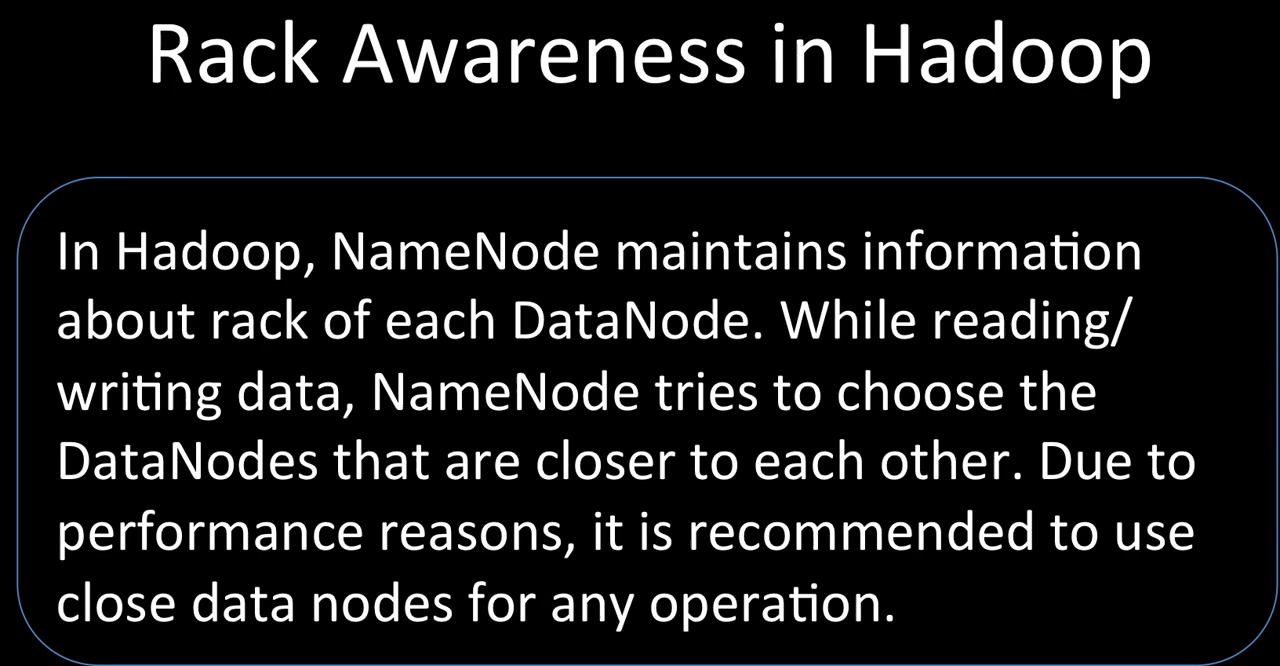 Rack Awareness in Hadoop
In Hadoop, NameNode maintains information
about rack of each DataNode. While reading/
writing data, NameNode tries to choose the
DataNodes that are closer to each other. Due to
performance reasons, it is recommended to use
close data nodes for any operation.